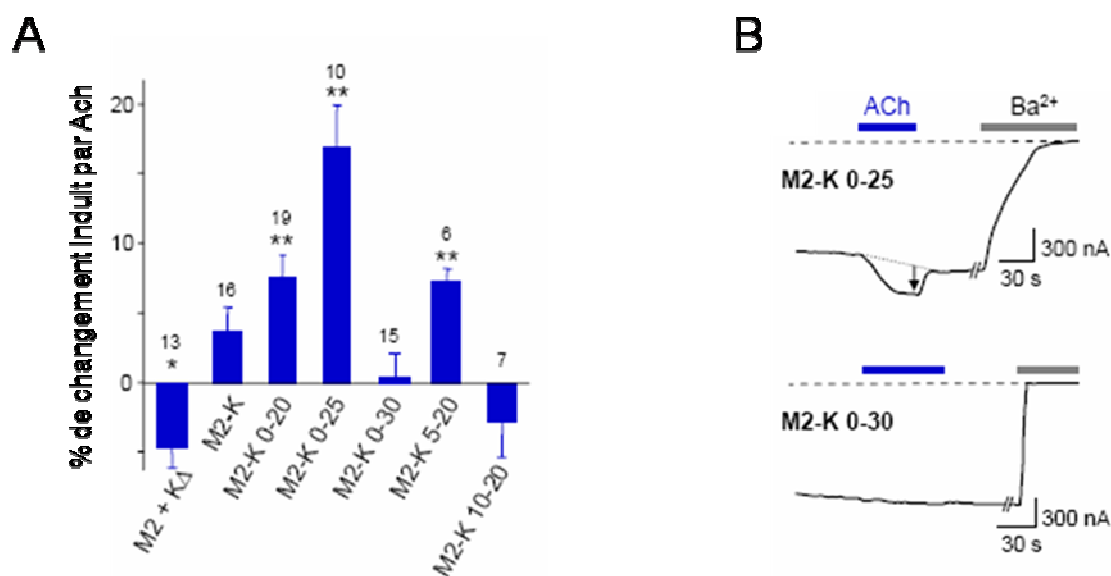 A
% de changement Induit par Ach
20
10
0
13
*
16
19
**
10
**
15
6
**
7
M2 + KΔ
M2-K
M2-K 0-20
M2-K 0-25
M2-K 0-30
M2-K 5-20
M2-K 10-20
B
ACh
Ba²⁺
M2-K 0-25
300 nA
30 s
M2-K 0-30
300 nA
30 s